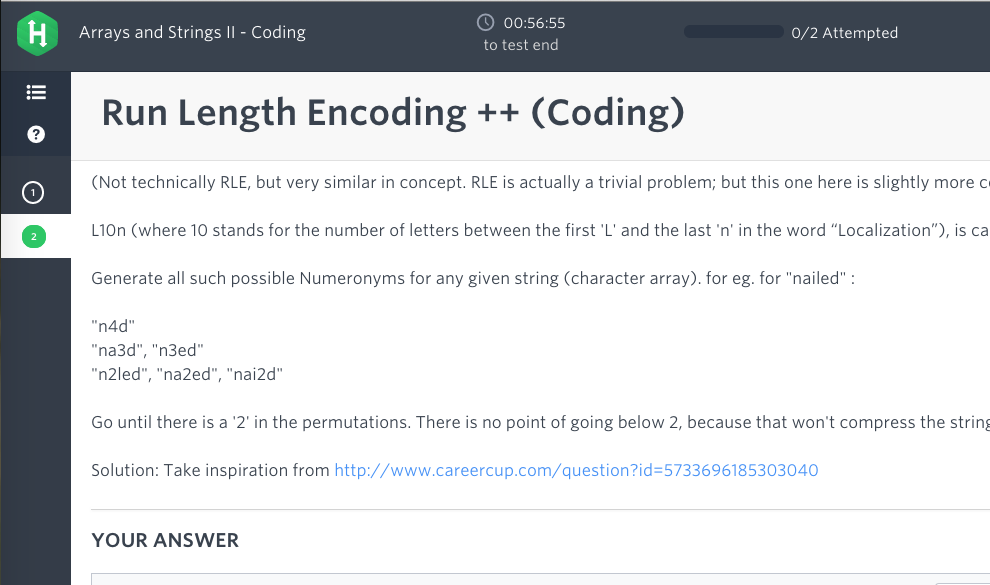 H
Arrays and Strings II - Coding
00:56:55
to test end
0/2 Attempted
Run Length Encoding ++ (Coding)
?
1
2
(Not technically RLE, but very similar in concept. RLE is actually a trivial problem; but this one here is slightly more
L10n (where 10 stands for the number of letters between the first 'L' and the last 'n' in the word “Localization”), is
Generate all such possible Numeronyms for any given string (character array). for eg. for "nailed" :
"n4d"
"na3d", "n3ed"
"n2led", "na2ed", "nai2d"
Go until there is a '2' in the permutations. There is no point of going below 2, because that won't compress the string
Solution: Take inspiration from http://www.careercup.com/question?id=5733696185303040
YOUR ANSWER